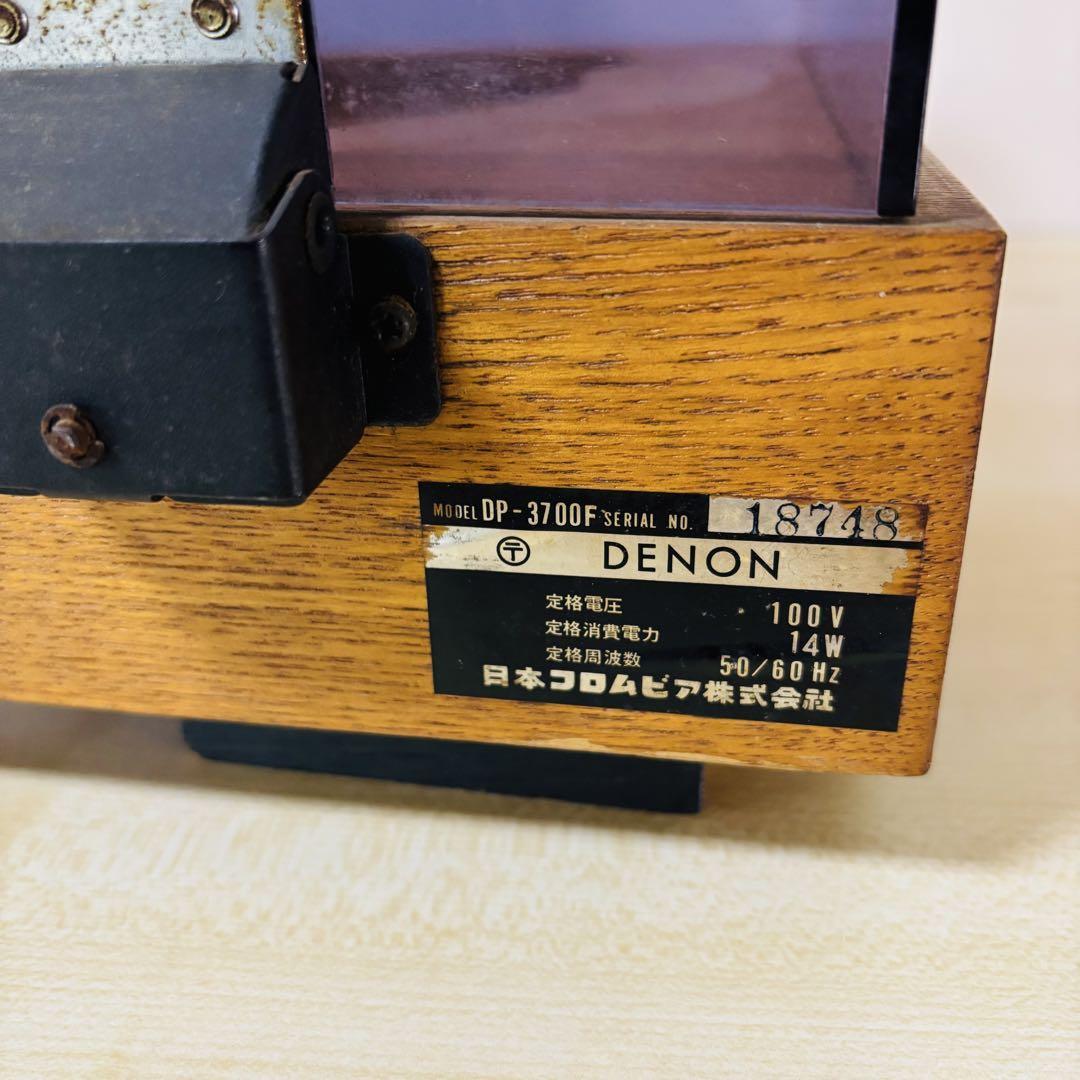 MODEL DP-3700F SERIAL NO. 18748
〶 DENON
定格電圧 100V
定格消費電力 14W
定格周波数 50/60Hz
日本コロムビア株式会社